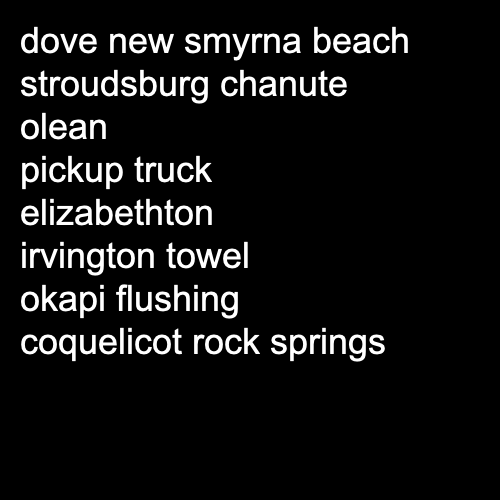 dove new smyrna beach
stroudsburg chanute
olean
pickup truck
elizabethton
irvington towel
okapi flushing
coquelicot rock springs